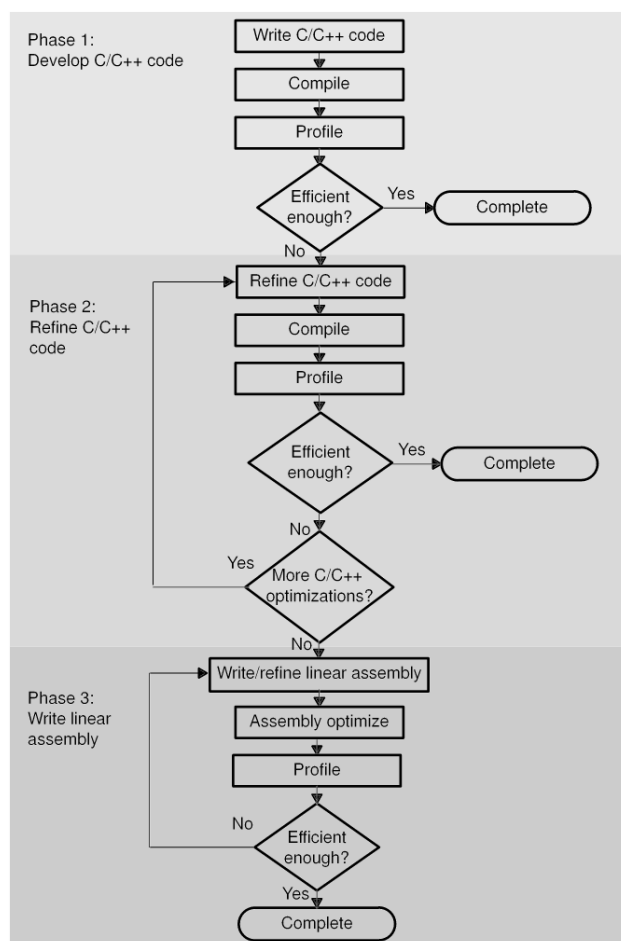 Phase 1:
Develop C/C++ code
Write C/C++ code
Compile
Profile
Efficient
enough?
Yes
Complete
No
Phase 2:
Refine C/C++
code
Refine C/C++ code
Compile
Profile
Efficient
enough?
Yes
Complete
No
Yes
More C/C++
optimizations?
No
Phase 3:
Write linear
assembly
Write/refine linear assembly
Assembly optimize
Profile
No
Efficient
enough?
Yes
Complete